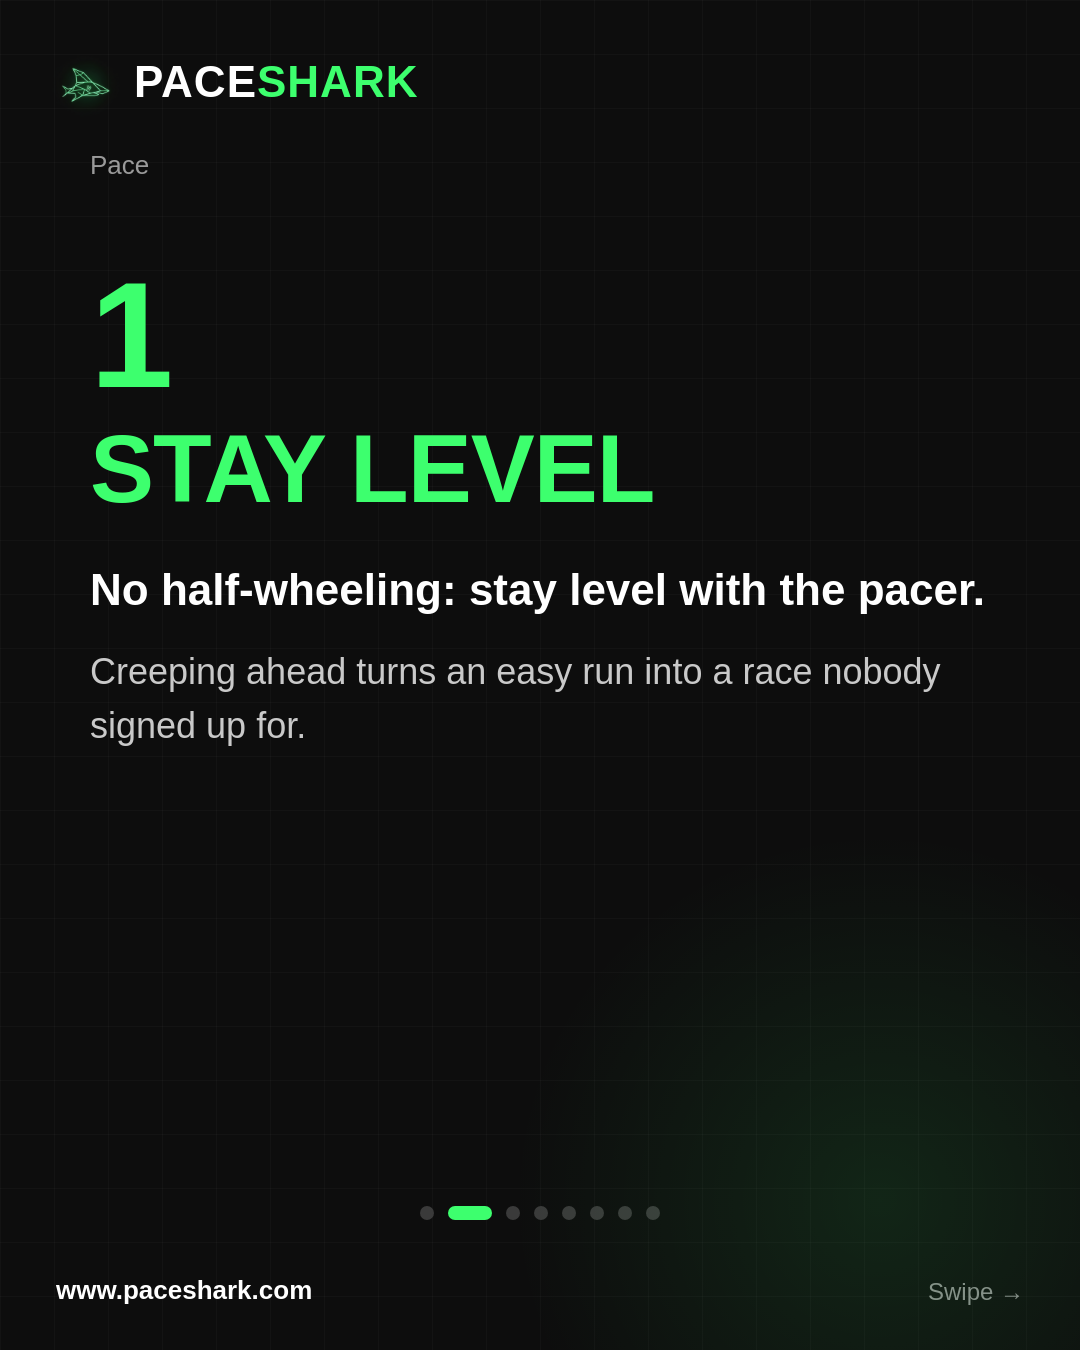 PACESHARK
Pace
1
STAY LEVEL
No half-wheeling: stay level with the pacer.
Creeping ahead turns an easy run into a race nobody
signed up for.
www.paceshark.com
Swipe →